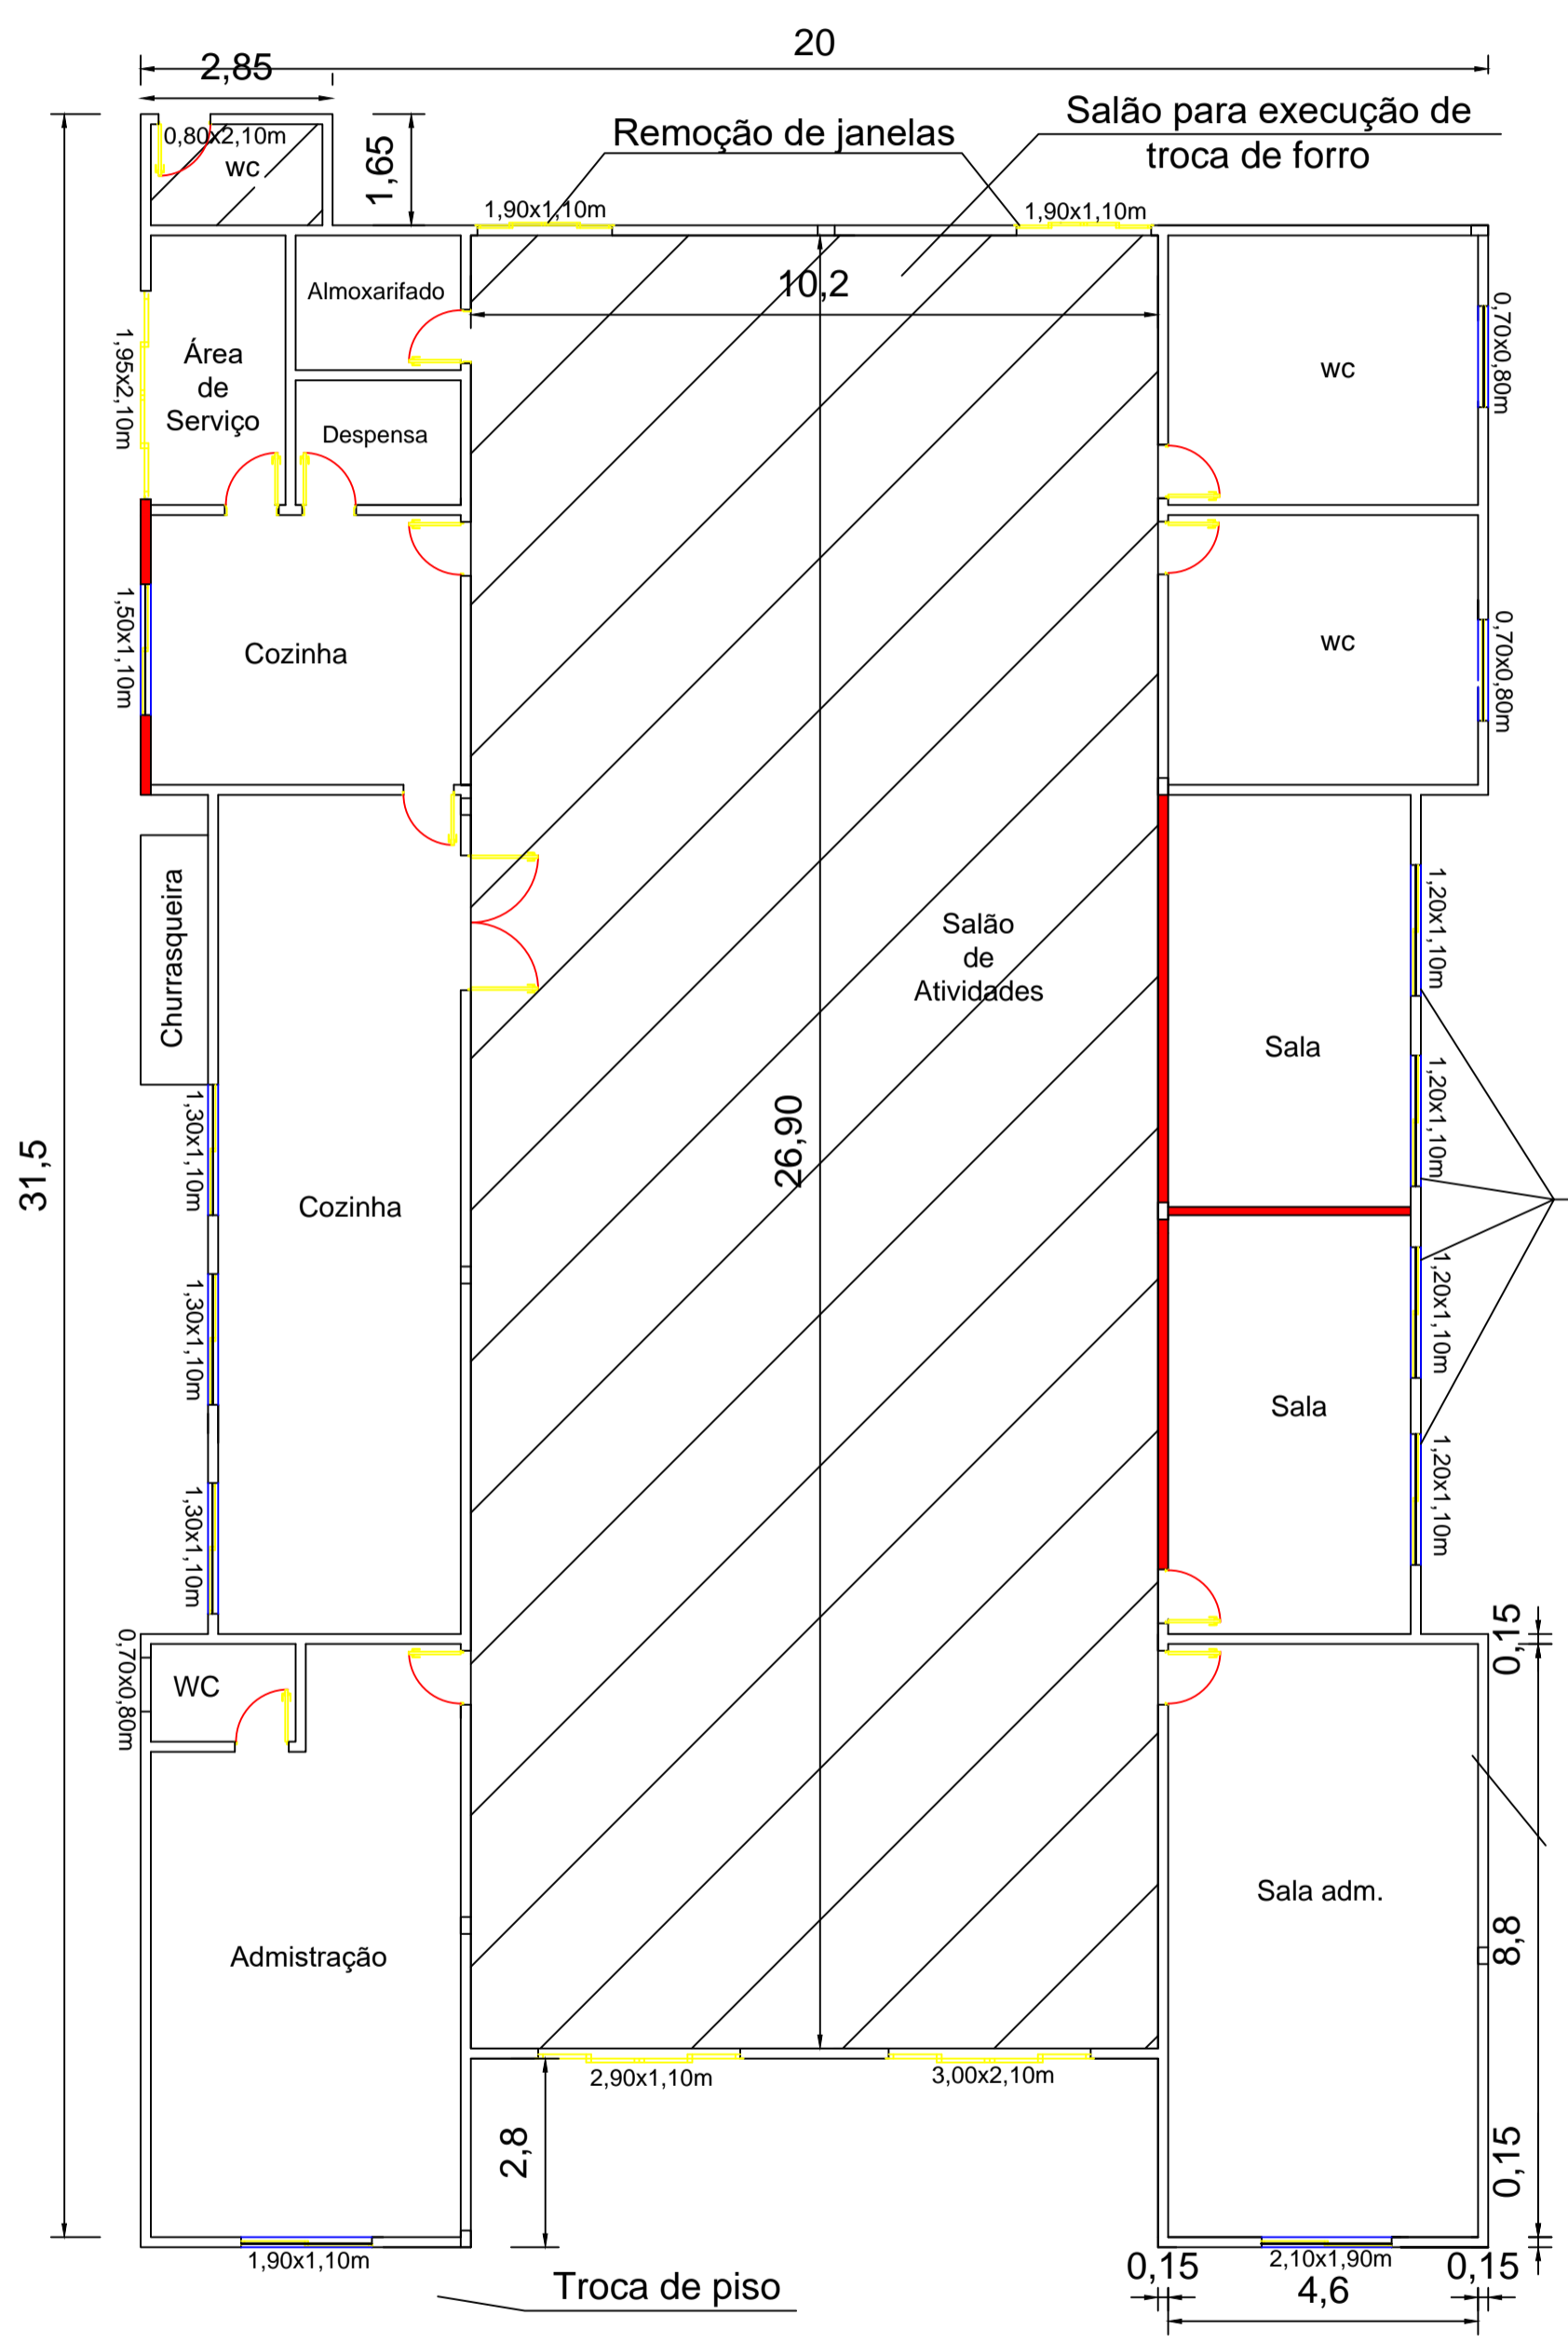 20
2,85
Salão para execução de
troca de forro
Remoção de janelas
0,80x2,10m
wc
1,65
1,90x1,10m
1,90x1,10m
10,2
Almoxarifado
Área
de
Serviço
1,95x2,10m
Despensa
wc
0,70x0,80m
1,50x1,10m
Cozinha
wc
0,70x0,80m
Churrasqueira
Salão
de
Atividades
Sala
1,20x1,10m
1,20x1,10m
31,5
1,30x1,10m
Cozinha
26,90
1,30x1,10m
1,30x1,10m
Sala
1,20x1,10m
1,20x1,10m
0,15
0,70x0,80m
WC
Admistração
Sala adm.
8,8
2,90x1,10m
3,00x2,10m
2,8
0,15
1,90x1,10m
Troca de piso
0,15
2,10x1,90m
0,15
4,6